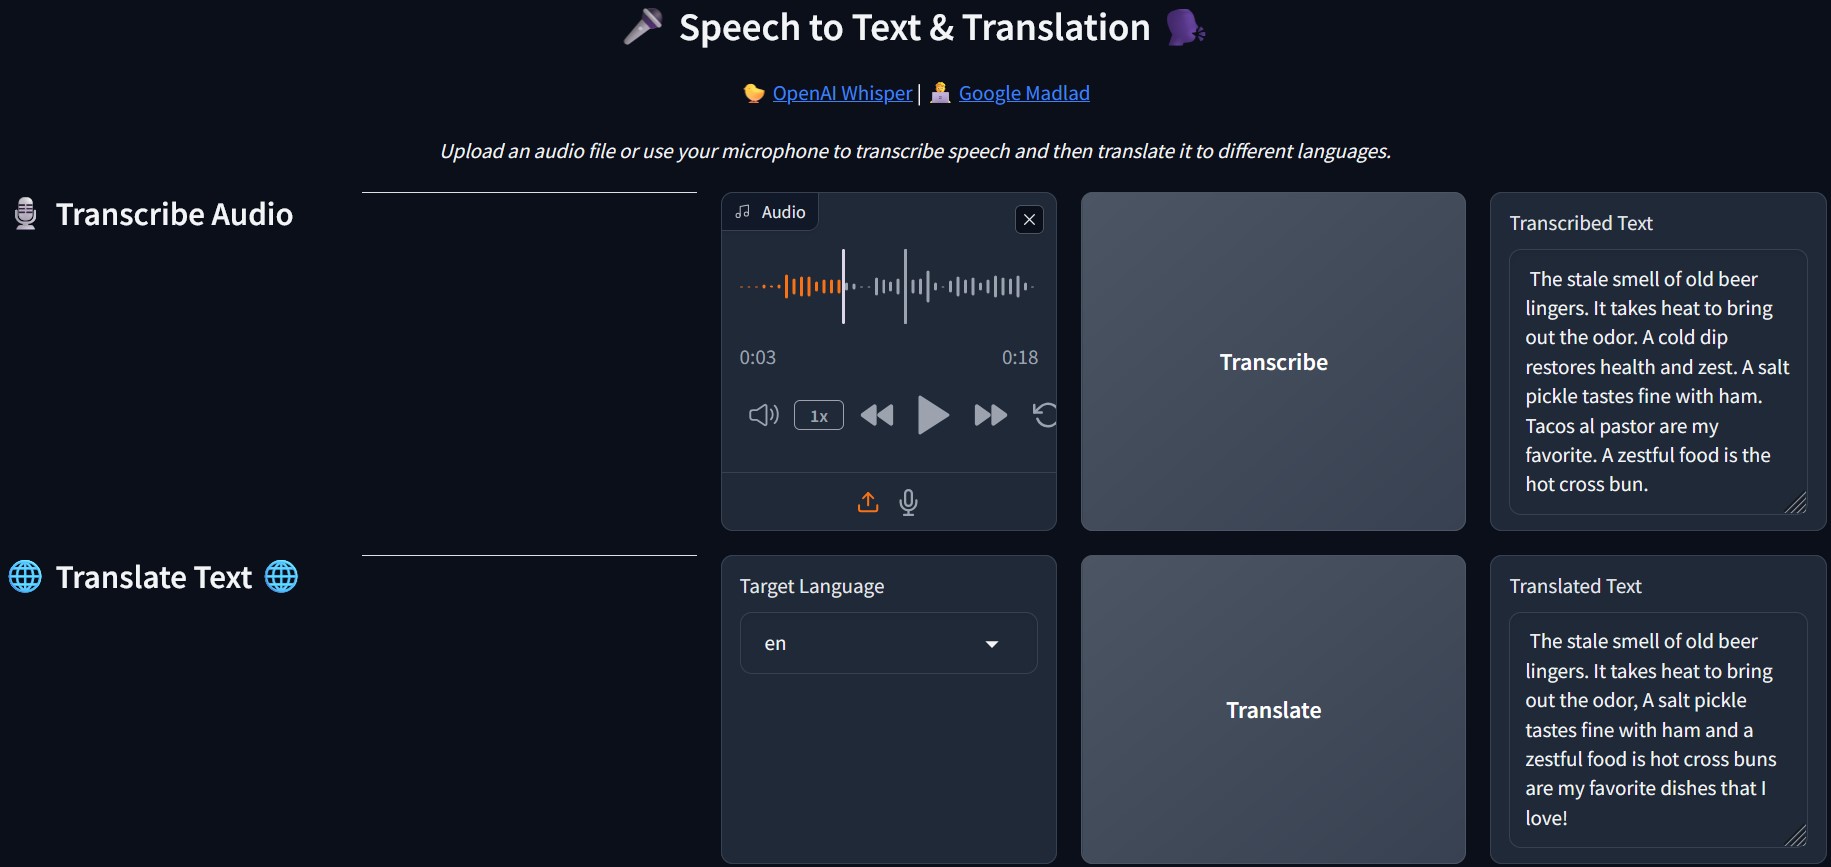 Speech to Text & Translation
OpenAI Whisper | Google Madlad
Upload an audio file or use your microphone to transcribe speech and then translate it to different languages.
Transcribe Audio
Audio
0:03
0:18
1x
Transcribe
Transcribed Text
The stale smell of old beer
lingers. It takes heat to bring
out the odor. A cold dip
restores health and zest. A salt
pickle tastes fine with ham.
Tacos al pastor are my
favorite. A zestful food is the
hot cross bun.
Translate Text
Target Language
en
Translate
Translated Text
The stale smell of old beer
lingers. It takes heat to bring
out the odor, A salt pickle
tastes fine with ham and a
zestful food is hot cross buns
are my favorite dishes that I
love!